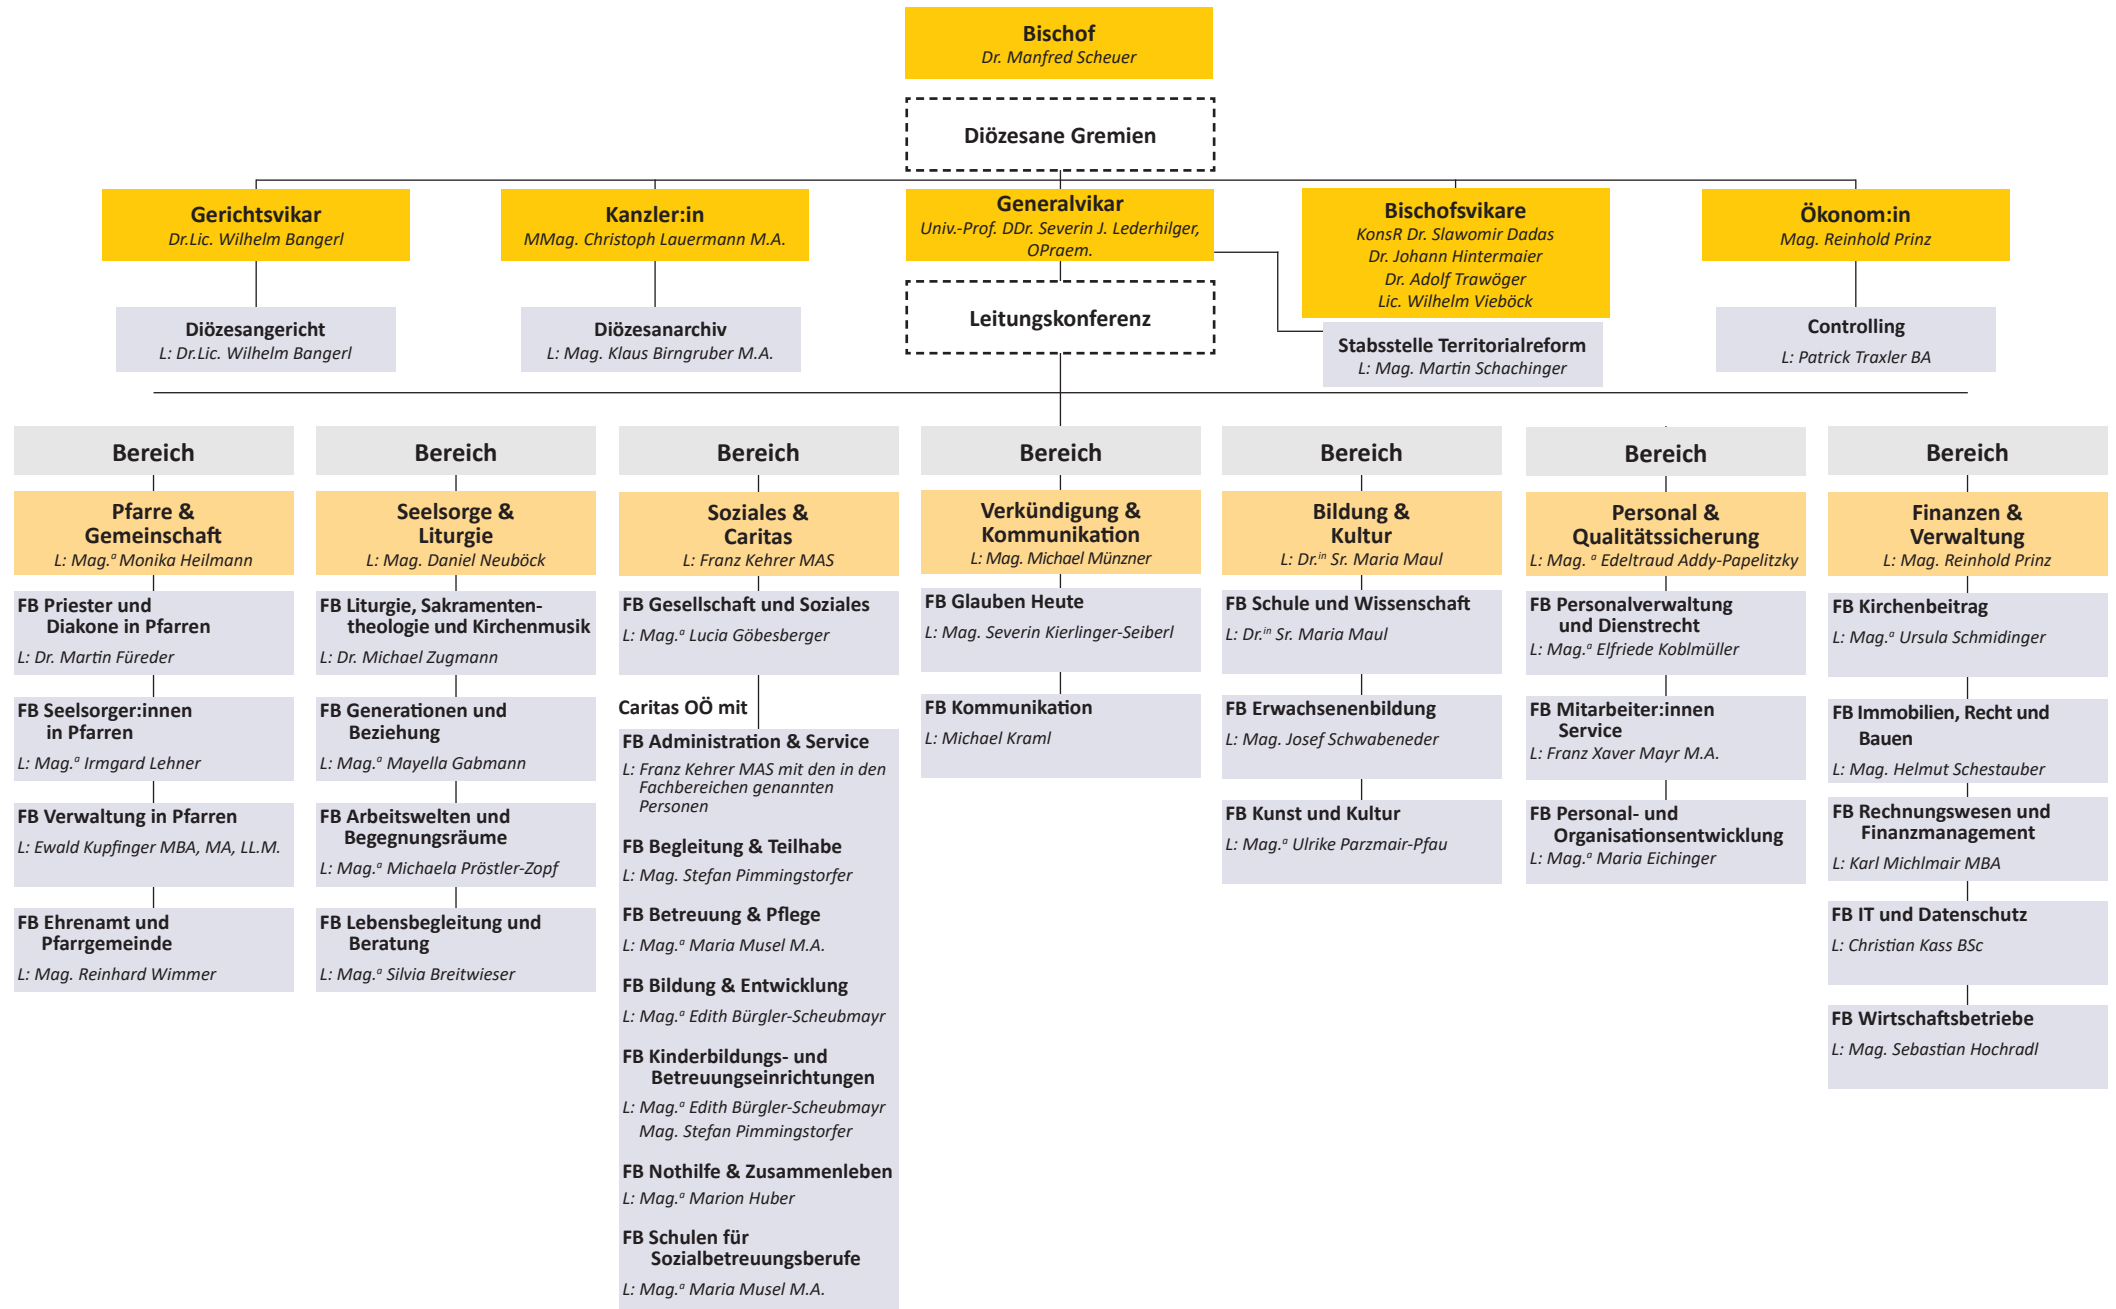 Bischof
Dr. Manfred Scheuer
Diözesane Gremien
Gerichtsvikar
Dr.Lic. Wilhelm Bangerl
Kanzler:in
MMag. Christoph Lauermann M.A.
Generalvikar
Univ.-Prof. DDr. Severin J. Lederhilger,
OPraem.
Bischofsvikare
KonsR Dr. Slawomir Dadas
Dr. Johann Hintermaier
Dr. Adolf Trawöger
Lic. Wilhelm Vieböck
Ökonom:in
Mag. Reinhold Prinz
Diözesangericht
L: Dr.Lic. Wilhelm Bangerl
Diözesanarchiv
L: Mag. Klaus Birngruber M.A.
Leitungskonferenz
Stabsstelle Territorialreform
L: Mag. Martin Schachinger
Controlling
L: Patrick Traxler BA
Bereich
Pfarre &
Gemeinschaft
L: Mag.ª Monika Heilmann
FB Priester und
Diakone in Pfarren
L: Dr. Martin Füreder
FB Seelsorger:innen
in Pfarren
L: Mag.ª Irmgard Lehner
FB Verwaltung in Pfarren
L: Ewald Kupfinger MBA, MA, LL.M.
FB Ehrenamt und
Pfarrgemeinde
L: Mag. Reinhard Wimmer
Bereich
Seelsorge &
Liturgie
L: Mag. Daniel Neuböck
FB Liturgie, Sakramenten-
theologie und Kirchenmusik
L: Dr. Michael Zugmann
FB Generationen und
Beziehung
L: Mag.ª Mayella Gabmann
FB Arbeitswelten und
Begegnungsräume
L: Mag.ª Michaela Pröstler-Zopf
FB Lebensbegleitung und
Beratung
L: Mag.ª Silvia Breitwieser
Bereich
Soziales &
Caritas
L: Franz Kehrer MAS
FB Gesellschaft und Soziales
L: Mag.ª Lucia Göbesberger
Caritas OÖ mit
FB Administration & Service
L: Franz Kehrer MAS mit den in den
Fachbereichen genannten
Personen
FB Begleitung & Teilhabe
L: Mag. Stefan Pimmingstorfer
FB Betreuung & Pflege
L: Mag.ª Maria Musel M.A.
FB Bildung & Entwicklung
L: Mag.ª Edith Bürgler-Scheubmayr
FB Kinderbildungs- und
Betreuungseinrichtungen
L: Mag.ª Edith Bürgler-Scheubmayr
Mag. Stefan Pimmingstorfer
FB Nothilfe & Zusammenleben
L: Mag.ª Marion Huber
FB Schulen für
Sozialbetreuungsberufe
L: Mag.ª Maria Musel M.A.
Bereich
Verkündigung &
Kommunikation
L: Mag. Michael Münzner
FB Glauben Heute
L: Mag. Severin Kierlinger-Seiberl
FB Kommunikation
L: Michael Kraml
Bereich
Bildung &
Kultur
L: Dr.ⁱⁿ Sr. Maria Maul
FB Schule und Wissenschaft
L: Dr.ⁱⁿ Sr. Maria Maul
FB Erwachsenenbildung
L: Mag. Josef Schwabeneder
FB Kunst und Kultur
L: Mag.ª Ulrike Parzmair-Pfau
Bereich
Personal &
Qualitätssicherung
L: Mag. ª Edeltraud Addy-Papelitzky
FB Personalverwaltung
und Dienstrecht
L: Mag.ª Elfriede Koblmüller
FB Mitarbeiter:innen
Service
L: Franz Xaver Mayr M.A.
FB Personal- und
Organisationsentwicklung
L: Mag.ª Maria Eichinger
Bereich
Finanzen &
Verwaltung
L: Mag. Reinhold Prinz
FB Kirchenbeitrag
L: Mag.ª Ursula Schmidinger
FB Immobilien, Recht und
Bauen
L: Mag. Helmut Schestauber
FB Rechnungswesen und
Finanzmanagement
L: Karl Michlmair MBA
FB IT und Datenschutz
L: Christian Kass BSc
FB Wirtschaftsbetriebe
L: Mag. Sebastian Hochradl